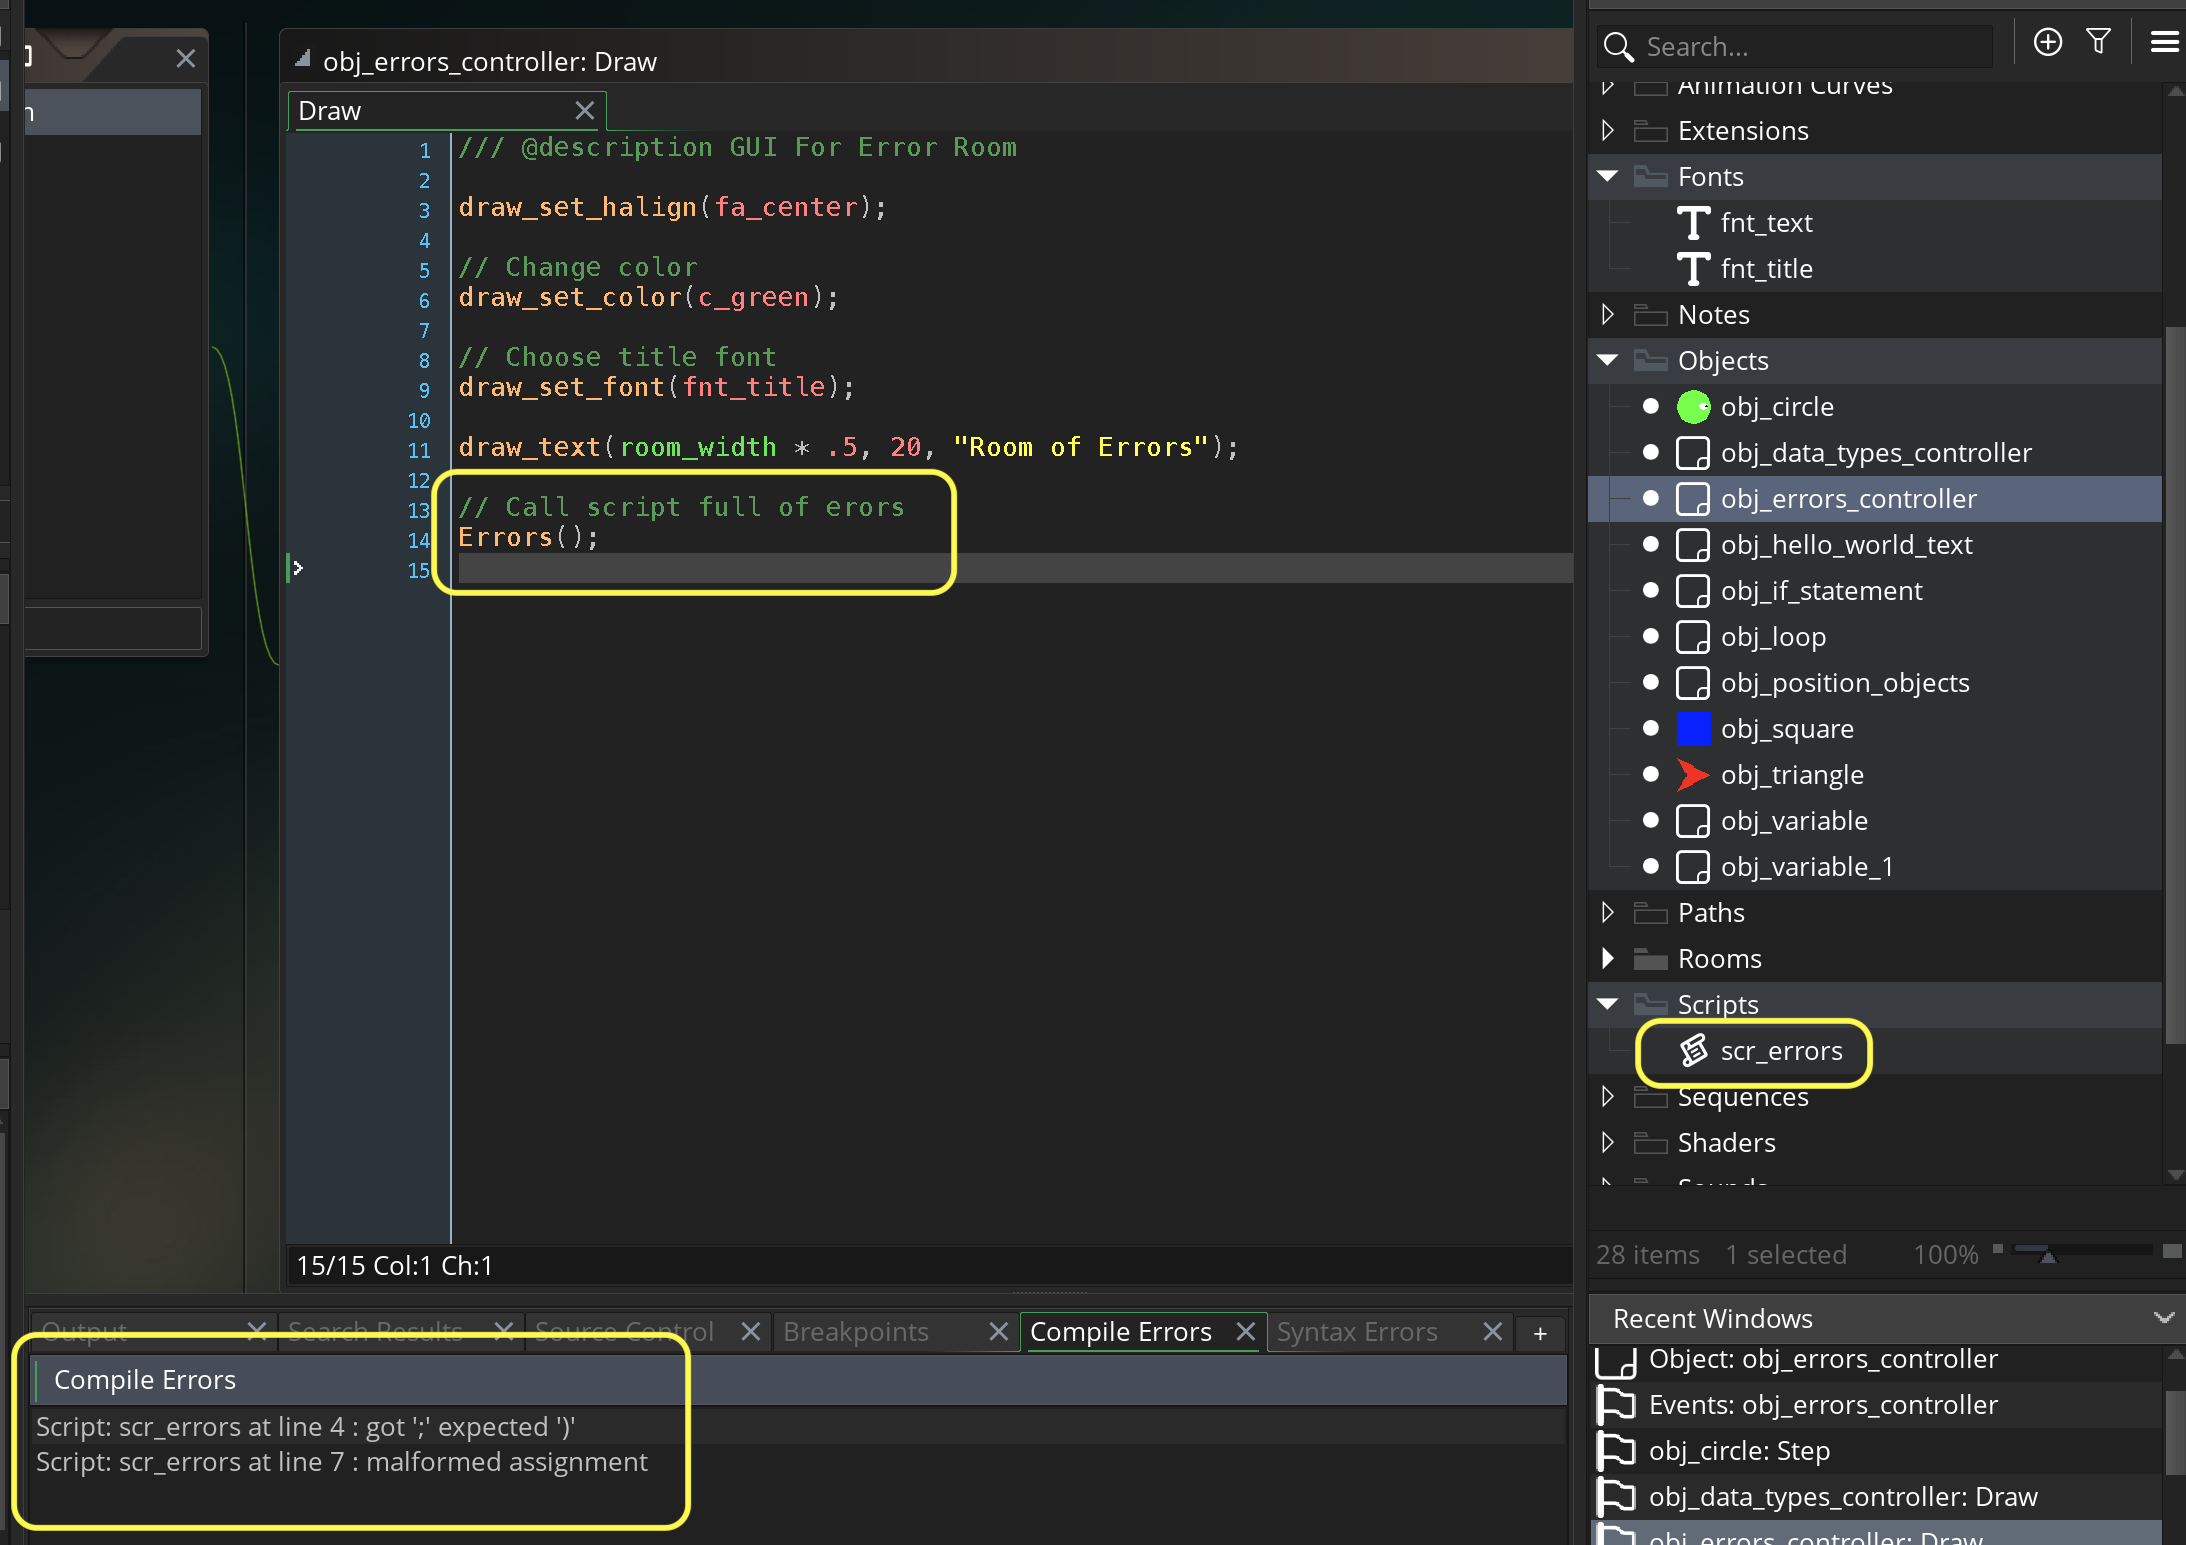 obj_errors_controller: Draw
Draw
1 /// @description GUI For Error Room
2
3 draw_set_halign(fa_center);
4
5 // Change color
6 draw_set_color(c_green);
7
8 // Choose title font
9 draw_set_font(fnt_title);
10
11 draw_text(room_width * .5, 20, "Room of Errors");
12
13 // Call script full of erors
14 Errors();
15
15/15 Col:1 Ch:1
Output
Search Results
Source Control
Breakpoints
Compile Errors
Syntax Errors
+
Compile Errors
Script: scr_errors at line 4 : got ';' expected ')'
Script: scr_errors at line 7 : malformed assignment
Search...
Animation Curves
Extensions
Fonts
fnt_text
fnt_title
Notes
Objects
obj_circle
obj_data_types_controller
obj_errors_controller
obj_hello_world_text
obj_if_statement
obj_loop
obj_position_objects
obj_square
obj_triangle
obj_variable
obj_variable_1
Paths
Rooms
Scripts
scr_errors
Sequences
Shaders
Sounds
28 items 1 selected 100%
Recent Windows
Object: obj_errors_controller
Events: obj_errors_controller
obj_circle: Step
obj_data_types_controller: Draw
obj_errors_controller: Draw